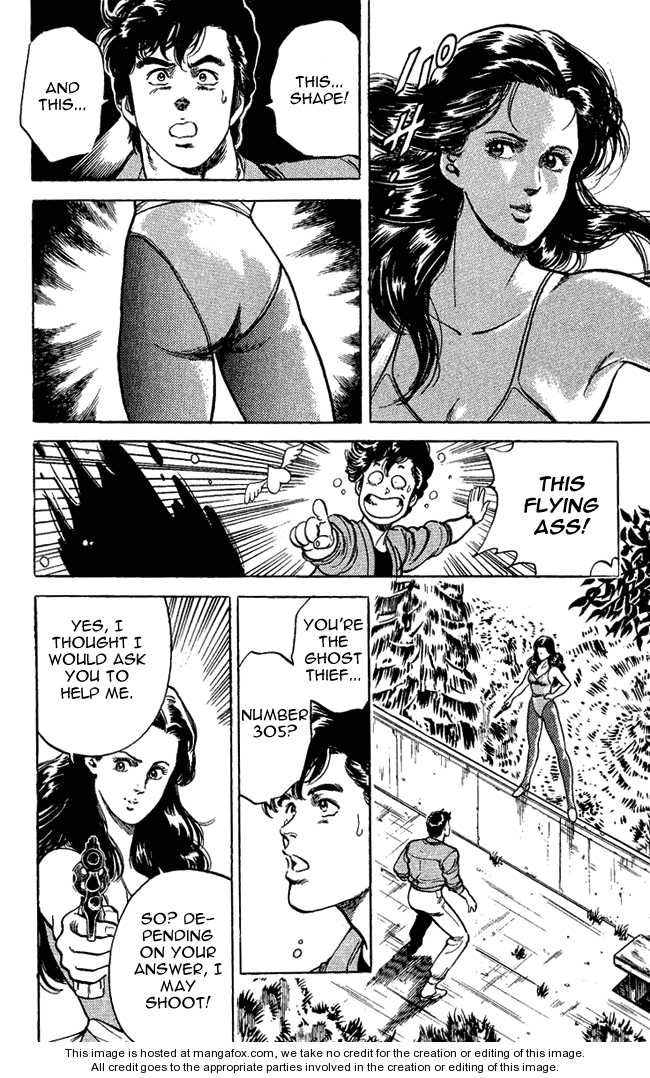 THIS...
SHAPE!
AND
THIS...
THIS
FLYING
ASS!
YOU'RE
THE
GHOST
THIEF...
NUMBER
305?
YES, I
THOUGHT I
WOULD ASK
YOU TO
HELP ME.
SO? DE-
PENDING
ON YOUR
ANSWER, I
MAY
SHOOT!
This image is hosted at mangafox.com, we take no credit for the creation or editing of this image.
All credit goes to the appropriate parties involved in the creation or editing of this image.